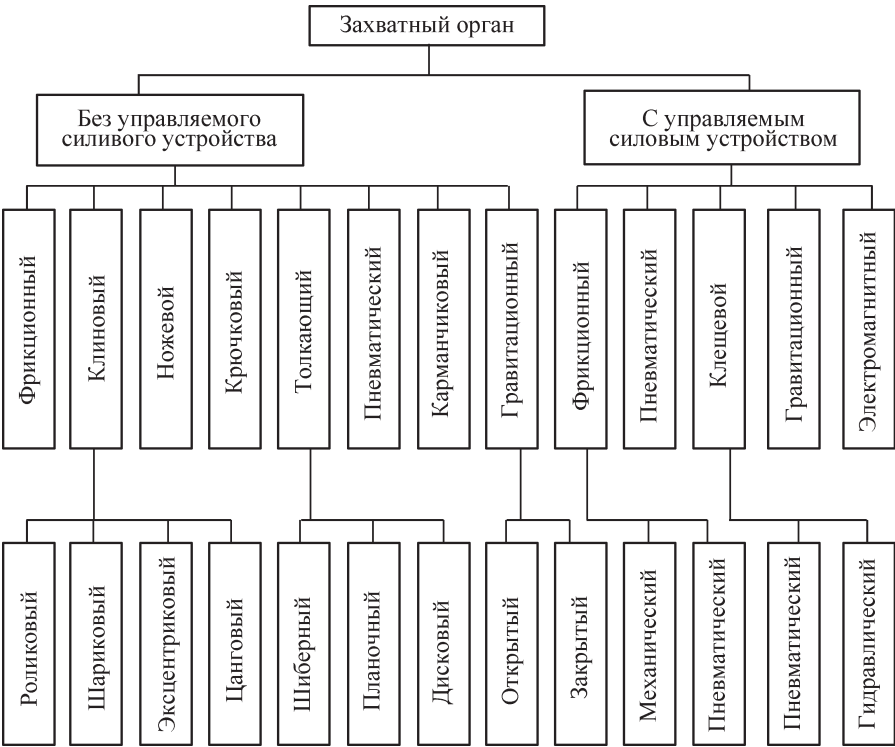 Захватный орган
Без управляемого
силивого устройства
С управляемым
силовым устройством
Фрикционный
Клиновый
Ножевой
Крючковый
Толкающий
Пневматический
Карманчиковый
Гравитационный
Фрикционный
Пневматический
Клещевой
Гравитационный
Электромагнитный
Роликовый
Шариковый
Эксцентриковый
Цанговый
Шиберный
Планочный
Дисковый
Открытый
Закрытый
Механический
Пневматический
Пневматический
Гидравлический